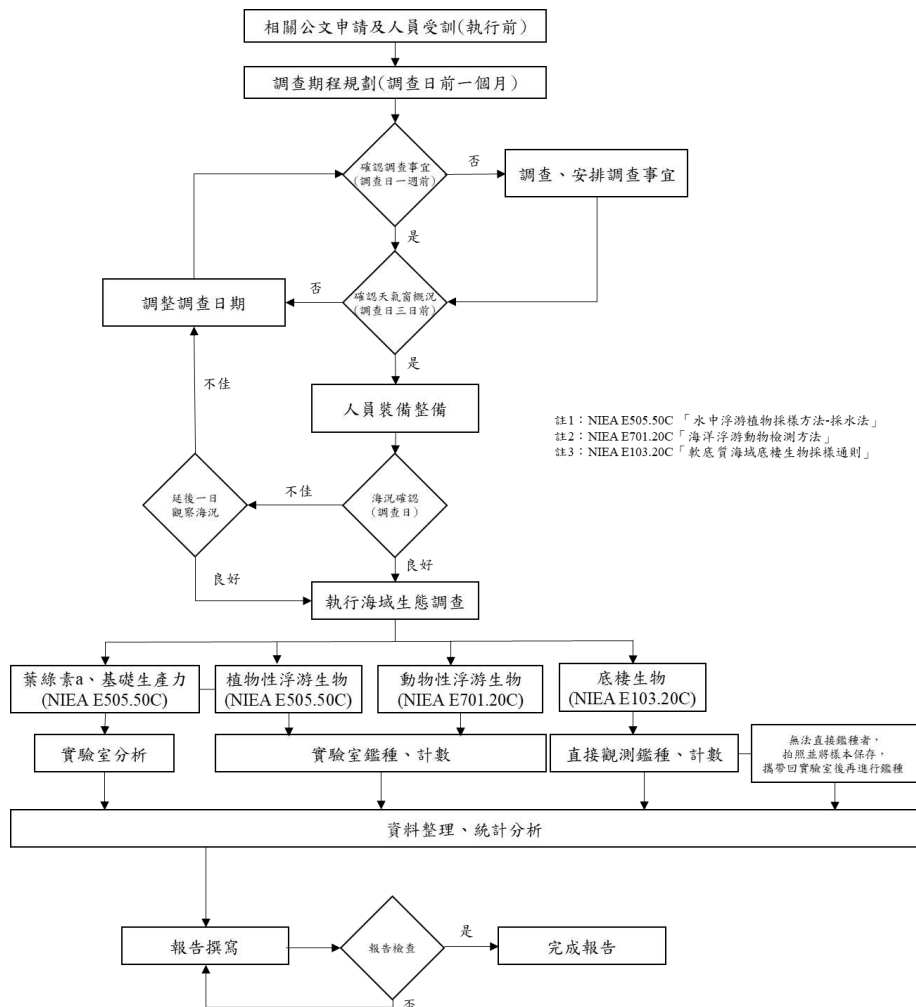 相關公文申請及人員受訓(執行前)
調查期程規劃(調查日前一個月)
確認調查事宜
(調查日一週前)
否
調查、安排調查事宜
是
調整調查日期
否
確認天氣窗概況
(調查日三日前)
是
不佳
人員裝備整備
註1：NIEA E505.50C「水中浮游植物採樣方法-採水法」
註2：NIEA E701.20C「海洋浮游動物檢測方法」
註3：NIEA E103.20C「軟底質海域底棲生物採樣通則」
延後一日
觀察海況
不佳
海況確認
(調查日)
良好
良好
執行海域生態調查
葉綠素a、基礎生產力
(NIEA E505.50C)
植物性浮游生物
(NIEA E505.50C)
動物性浮游生物
(NIEA E701.20C)
底棲生物
(NIEA E103.20C)
實驗室分析
實驗室鑑種、計數
直接觀測鑑種、計數
無法直接鑑種者，
拍照並將樣本保存，
攜帶回實驗室後再進行鑑種
資料整理、統計分析
報告撰寫
報告檢查
是
完成報告
否